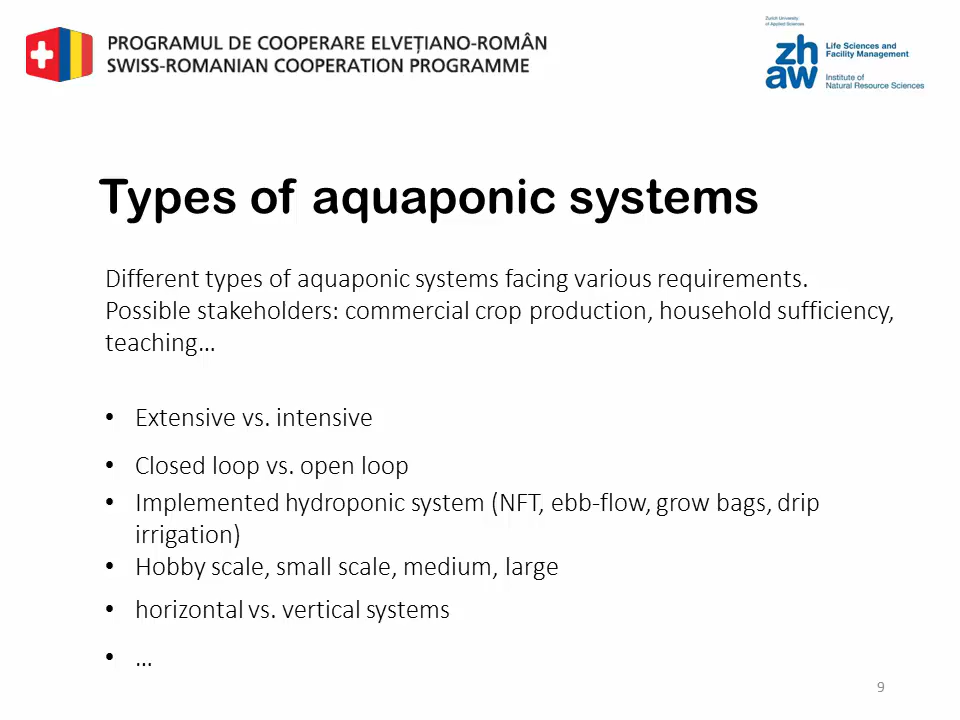 PROGRAMUL DE COOPERARE ELVEȚIANO-ROMÂN
SWISS-ROMANIAN COOPERATION PROGRAMME
Zurich University
of Applied Sciences
zh
aw
Life Sciences and
Facility Management
Institute of
Natural Resource Sciences
Types of aquaponic systems
Different types of aquaponic systems facing various requirements.
Possible stakeholders: commercial crop production, household sufficiency,
teaching…
• Extensive vs. intensive
• Closed loop vs. open loop
• Implemented hydroponic system (NFT, ebb-flow, grow bags, drip
irrigation)
• Hobby scale, small scale, medium, large
• horizontal vs. vertical systems
• …
9